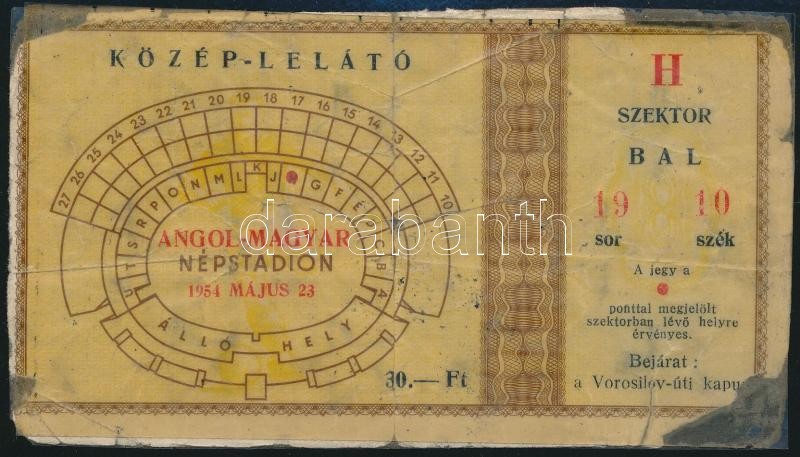 KÖZÉP-LELÁTÓ
27 26 25 24 23 22 21 20 19 18 17 16 15 14 13 12 11 10
U T S R P O N M L K J G F E C B A
ANGOL-MAGYAR
NÉPSTADION
1954 MÁJUS 23
ÁLLÓ HELY
30.— Ft
H
SZEKTOR
BAL
19 10
sor szék
A jegy a
ponttal megjelölt
szektorban lévő helyre
érvényes.
Bejárat :
a Vorosilov-úti kapu
darabanth
.com